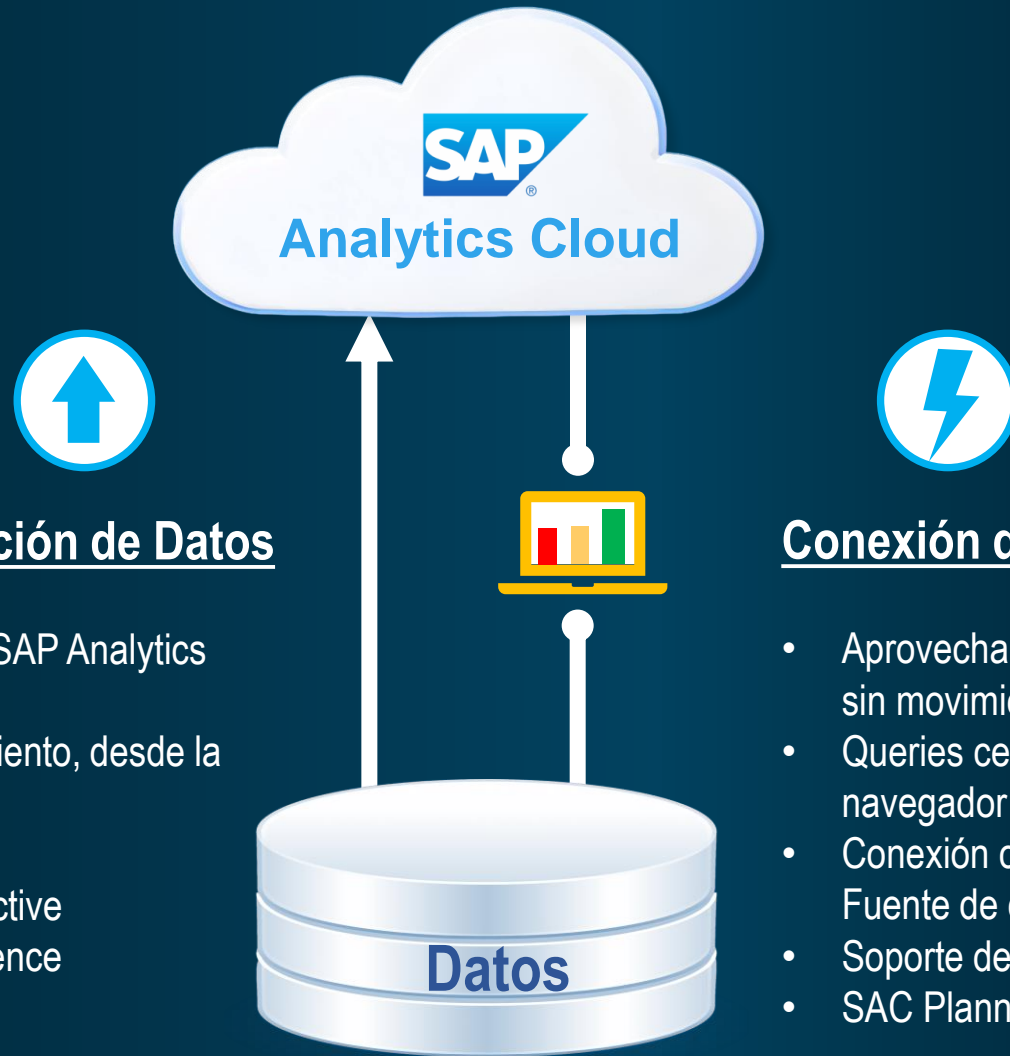 SAP
®
Analytics Cloud
ción de Datos
SAP Analytics
iento, desde la
ctive
ence
Conexión d
• Aprovecha
sin movimie
• Queries ce
navegador
• Conexión d
Fuente de
• Soporte de
• SAC Plann
Datos